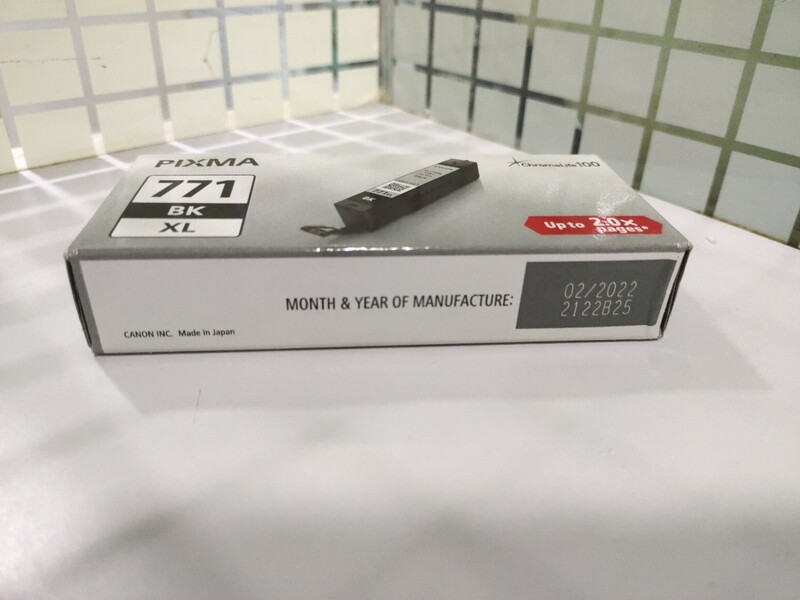 PIXMA
771
BK
XL
BK
ChromaLife100
Up to 2.0x
pages*
MONTH & YEAR OF MANUFACTURE:
02/2022
2122B25
CANON INC. Made in Japan